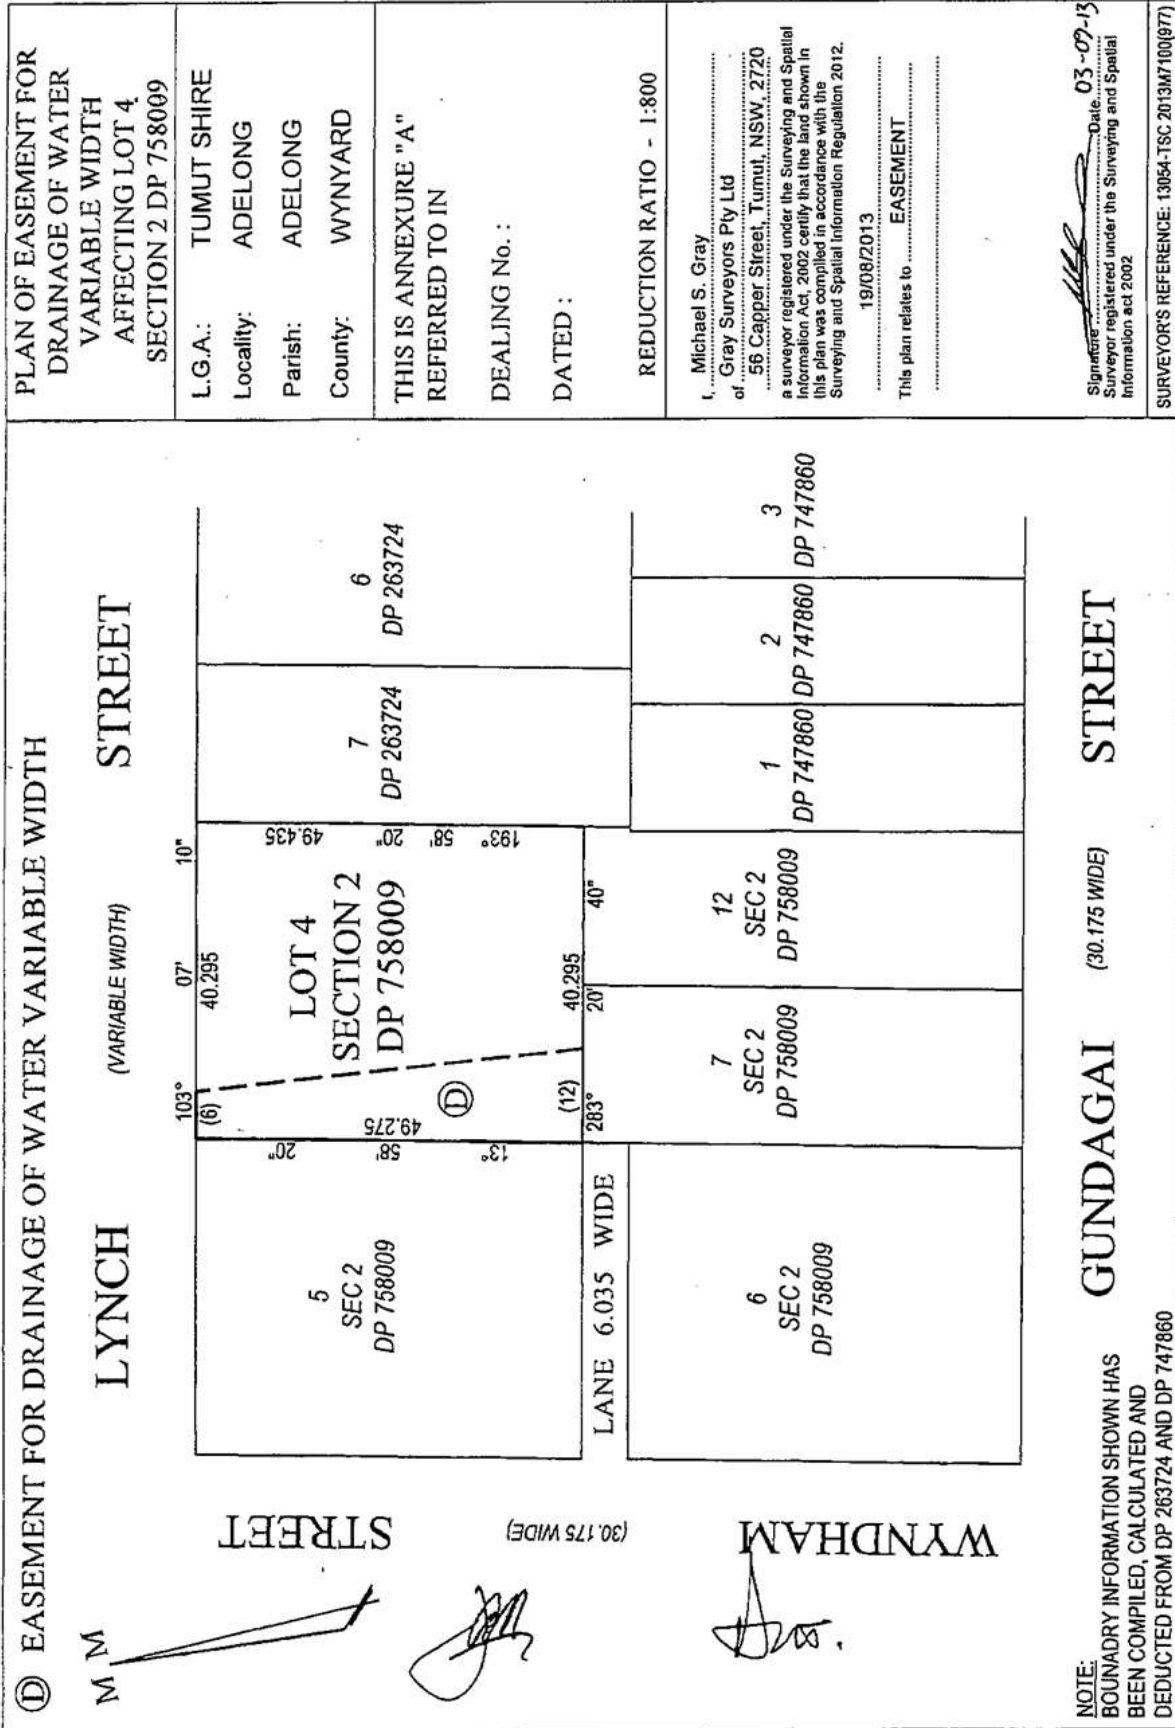 Ⓓ EASEMENT FOR DRAINAGE OF WATER VARIABLE WIDTH
M M
LYNCH (VARIABLE WIDTH) STREET
103° 07' 10"
(6) 40.295
5
SEC 2
DP 758009
13° 58' 20"
49.275
Ⓓ
LOT 4
SECTION 2
DP 758009
193° 58' 20" 49.435
7
DP 263724
6
DP 263724
(12) 40.295
283° 20' 40"
LANE 6.035 WIDE
6
SEC 2
DP 758009
7
SEC 2
DP 758009
12
SEC 2
DP 758009
1
DP 747860
2
DP 747860
3
DP 747860
WYNDHAM (30.175 WIDE) STREET
GUNDAGAI (30.175 WIDE) STREET
NOTE:
BOUNADRY INFORMATION SHOWN HAS
BEEN COMPILED, CALCULATED AND
DEDUCTED FROM DP 263724 AND DP 747860
PLAN OF EASEMENT FOR
DRAINAGE OF WATER
VARIABLE WIDTH
AFFECTING LOT 4
SECTION 2 DP 758009
L.G.A.: TUMUT SHIRE
Locality: ADELONG
Parish: ADELONG
County: WYNYARD
THIS IS ANNEXURE "A"
REFERRED TO IN
DEALING No. :
DATED :
REDUCTION RATIO - 1:800
I, Michael S. Gray
of Gray Surveyors Pty Ltd
56 Capper Street, Tumut, NSW, 2720
a surveyor registered under the Surveying and Spatial
Information Act, 2002 certify that the land shown in
this plan was compiled in accordance with the
Surveying and Spatial Information Regulation 2012.
19/08/2013
This plan relates to EASEMENT
Signature Date 03-09-13
Surveyor registered under the Surveying and Spatial
Information act 2002
SURVEYOR'S REFERENCE: 13054-TSC 2013M7100(977)